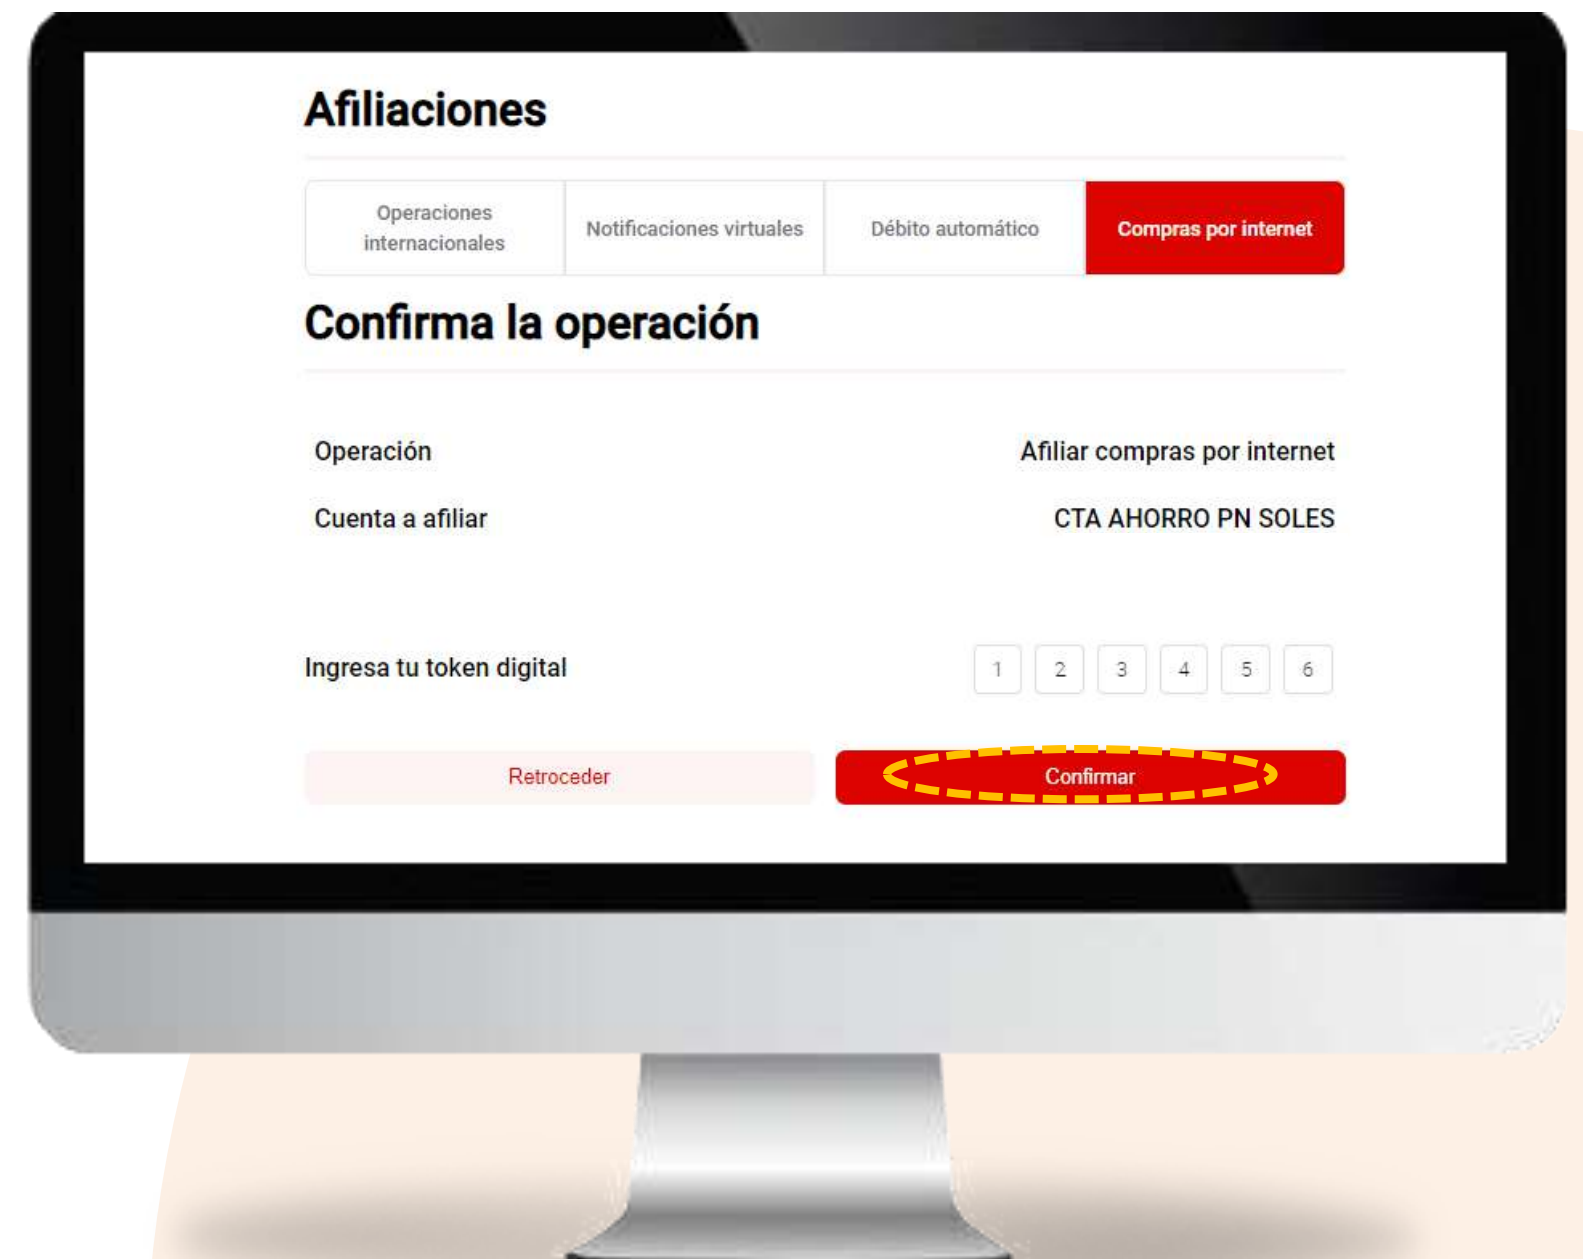 Afiliaciones
Operaciones
internacionales
Notificaciones virtuales
Débito automático
Compras por internet
Confirma la operación
Operación
Afiliar compras por internet
Cuenta a afiliar
CTA AHORRO PN SOLES
Ingresa tu token digital
1 2 3 4 5 6
Retroceder
Confirmar